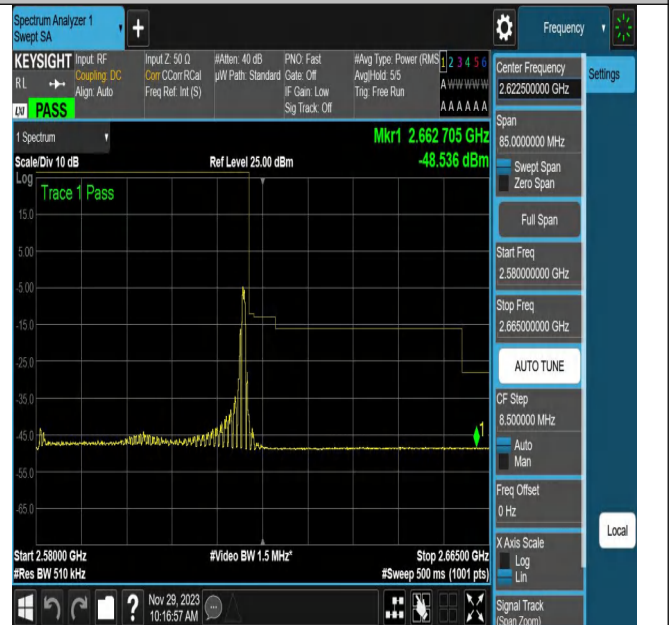 Spectrum Analyzer 1
Swept SA
Frequency
KEYSIGHT
RL
LNI PASS
Input: RF
Coupling: DC
Align: Auto
Input Z: 50 Ω
Corr CCorr RCal
Freq Ref: Int (S)
#Atten: 40 dB
µW Path: Standard
PNO: Fast
Gate: Off
IF Gain: Low
Sig Track: Off
#Avg Type: Power (RMS
Avg|Hold: 5/5
Trig: Free Run
1 2 3 4 5 6
A W W W W W
A A A A A A
1 Spectrum
Scale/Div 10 dB
Log
Ref Level 25.00 dBm
Mkr1 2.662 705 GHz
-48.536 dBm
Trace 1 Pass
15.0
5.00
-5.00
-15.0
-25.0
-35.0
-45.0
-55.0
-65.0
1
Start 2.58000 GHz
#Res BW 510 kHz
#Video BW 1.5 MHz*
Stop 2.66500 GHz
#Sweep 500 ms (1001 pts)
Nov 29, 2023
10:16:57 AM
Center Frequency
2.622500000 GHz
Settings
Span
85.0000000 MHz
Swept Span
Zero Span
Full Span
Start Freq
2.580000000 GHz
Stop Freq
2.665000000 GHz
AUTO TUNE
CF Step
8.500000 MHz
Auto
Man
Freq Offset
0 Hz
X Axis Scale
Log
Lin
Local
Signal Track
(Span Zoom)